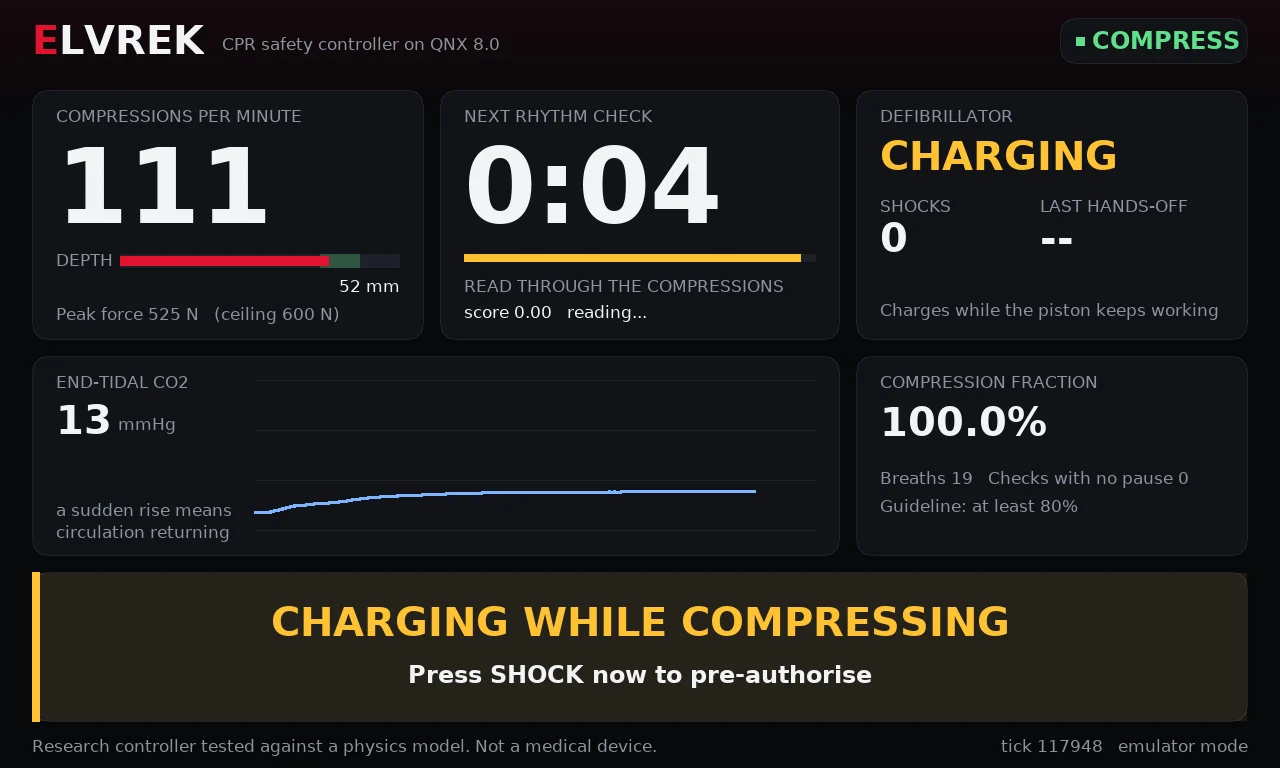 ELVREK CPR safety controller on QNX 8.0
COMPRESS
COMPRESSIONS PER MINUTE
111
DEPTH
52 mm
Peak force 525 N (ceiling 600 N)
NEXT RHYTHM CHECK
0:04
READ THROUGH THE COMPRESSIONS
score 0.00 reading...
DEFIBRILLATOR
CHARGING
SHOCKS LAST HANDS-OFF
0 --
Charges while the piston keeps working
END-TIDAL CO2
13 mmHg
a sudden rise means
circulation returning
COMPRESSION FRACTION
100.0%
Breaths 19 Checks with no pause 0
Guideline: at least 80%
CHARGING WHILE COMPRESSING
Press SHOCK now to pre-authorise
Research controller tested against a physics model. Not a medical device.
tick 117948 emulator mode